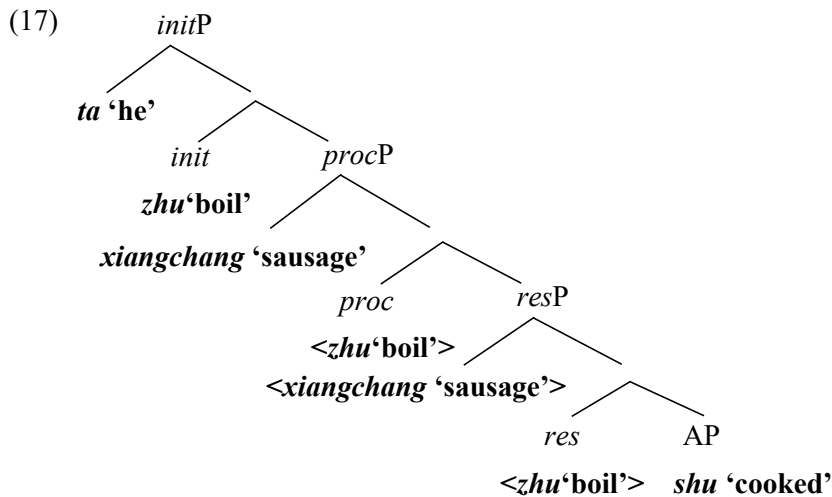 (17) initP
ta ‘he’
init procP
zhu‘boil’
xiangchang ‘sausage’
proc resP
<zhu‘boil’>
<xiangchang ‘sausage’>
res AP
<zhu‘boil’> shu ‘cooked’